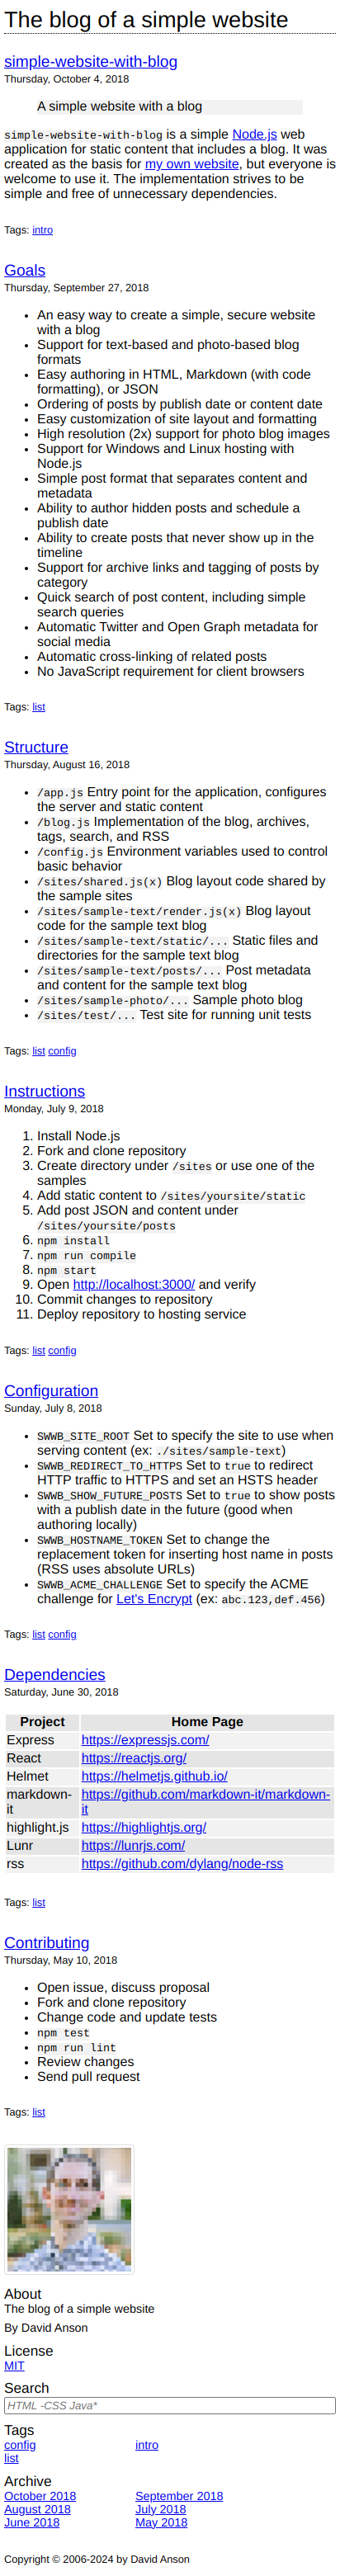 The blog of a simple website
simple-website-with-blog
Thursday, October 4, 2018
A simple website with a blog
simple-website-with-blog is a simple Node.js web
application for static content that includes a blog. It was
created as the basis for my own website, but everyone is
welcome to use it. The implementation strives to be
simple and free of unnecessary dependencies.
Tags: intro
Goals
Thursday, September 27, 2018
• An easy way to create a simple, secure website
with a blog
• Support for text-based and photo-based blog
formats
• Easy authoring in HTML, Markdown (with code
formatting), or JSON
• Ordering of posts by publish date or content date
• Easy customization of site layout and formatting
• High resolution (2x) support for photo blog images
• Support for Windows and Linux hosting with
Node.js
• Simple post format that separates content and
metadata
• Ability to author hidden posts and schedule a
publish date
• Ability to create posts that never show up in the
timeline
• Support for archive links and tagging of posts by
category
• Quick search of post content, including simple
search queries
• Automatic Twitter and Open Graph metadata for
social media
• Automatic cross-linking of related posts
• No JavaScript requirement for client browsers
Tags: list
Structure
Thursday, August 16, 2018
• /app.js Entry point for the application, configures
the server and static content
• /blog.js Implementation of the blog, archives,
tags, search, and RSS
• /config.js Environment variables used to control
basic behavior
• /sites/shared.js(x) Blog layout code shared by
the sample sites
• /sites/sample-text/render.js(x) Blog layout
code for the sample text blog
• /sites/sample-text/static/... Static files and
directories for the sample text blog
• /sites/sample-text/posts/... Post metadata
and content for the sample text blog
• /sites/sample-photo/... Sample photo blog
• /sites/test/... Test site for running unit tests
Tags: list config
Instructions
Monday, July 9, 2018
1. Install Node.js
2. Fork and clone repository
3. Create directory under /sites or use one of the
samples
4. Add static content to /sites/yoursite/static
5. Add post JSON and content under
/sites/yoursite/posts
6. npm install
7. npm run compile
8. npm start
9. Open http://localhost:3000/ and verify
10. Commit changes to repository
11. Deploy repository to hosting service
Tags: list config
Configuration
Sunday, July 8, 2018
• SWWB_SITE_ROOT Set to specify the site to use when
serving content (ex: ./sites/sample-text)
• SWWB_REDIRECT_TO_HTTPS Set to true to redirect
HTTP traffic to HTTPS and set an HSTS header
• SWWB_SHOW_FUTURE_POSTS Set to true to show posts
with a publish date in the future (good when
authoring locally)
• SWWB_HOSTNAME_TOKEN Set to change the
replacement token for inserting host name in posts
(RSS uses absolute URLs)
• SWWB_ACME_CHALLENGE Set to specify the ACME
challenge for Let's Encrypt (ex: abc.123,def.456)
Tags: list config
Dependencies
Saturday, June 30, 2018
Project Home Page
Express https://expressjs.com/
React https://reactjs.org/
Helmet https://helmetjs.github.io/
markdown- https://github.com/markdown-it/markdown-
it it
highlight.js https://highlightjs.org/
Lunr https://lunrjs.com/
rss https://github.com/dylang/node-rss
Tags: list
Contributing
Thursday, May 10, 2018
• Open issue, discuss proposal
• Fork and clone repository
• Change code and update tests
• npm test
• npm run lint
• Review changes
• Send pull request
Tags: list
About
The blog of a simple website
By David Anson
License
MIT
Search
HTML -CSS Java*
Tags
config intro
list
Archive
October 2018 September 2018
August 2018 July 2018
June 2018 May 2018
Copyright © 2006-2024 by David Anson